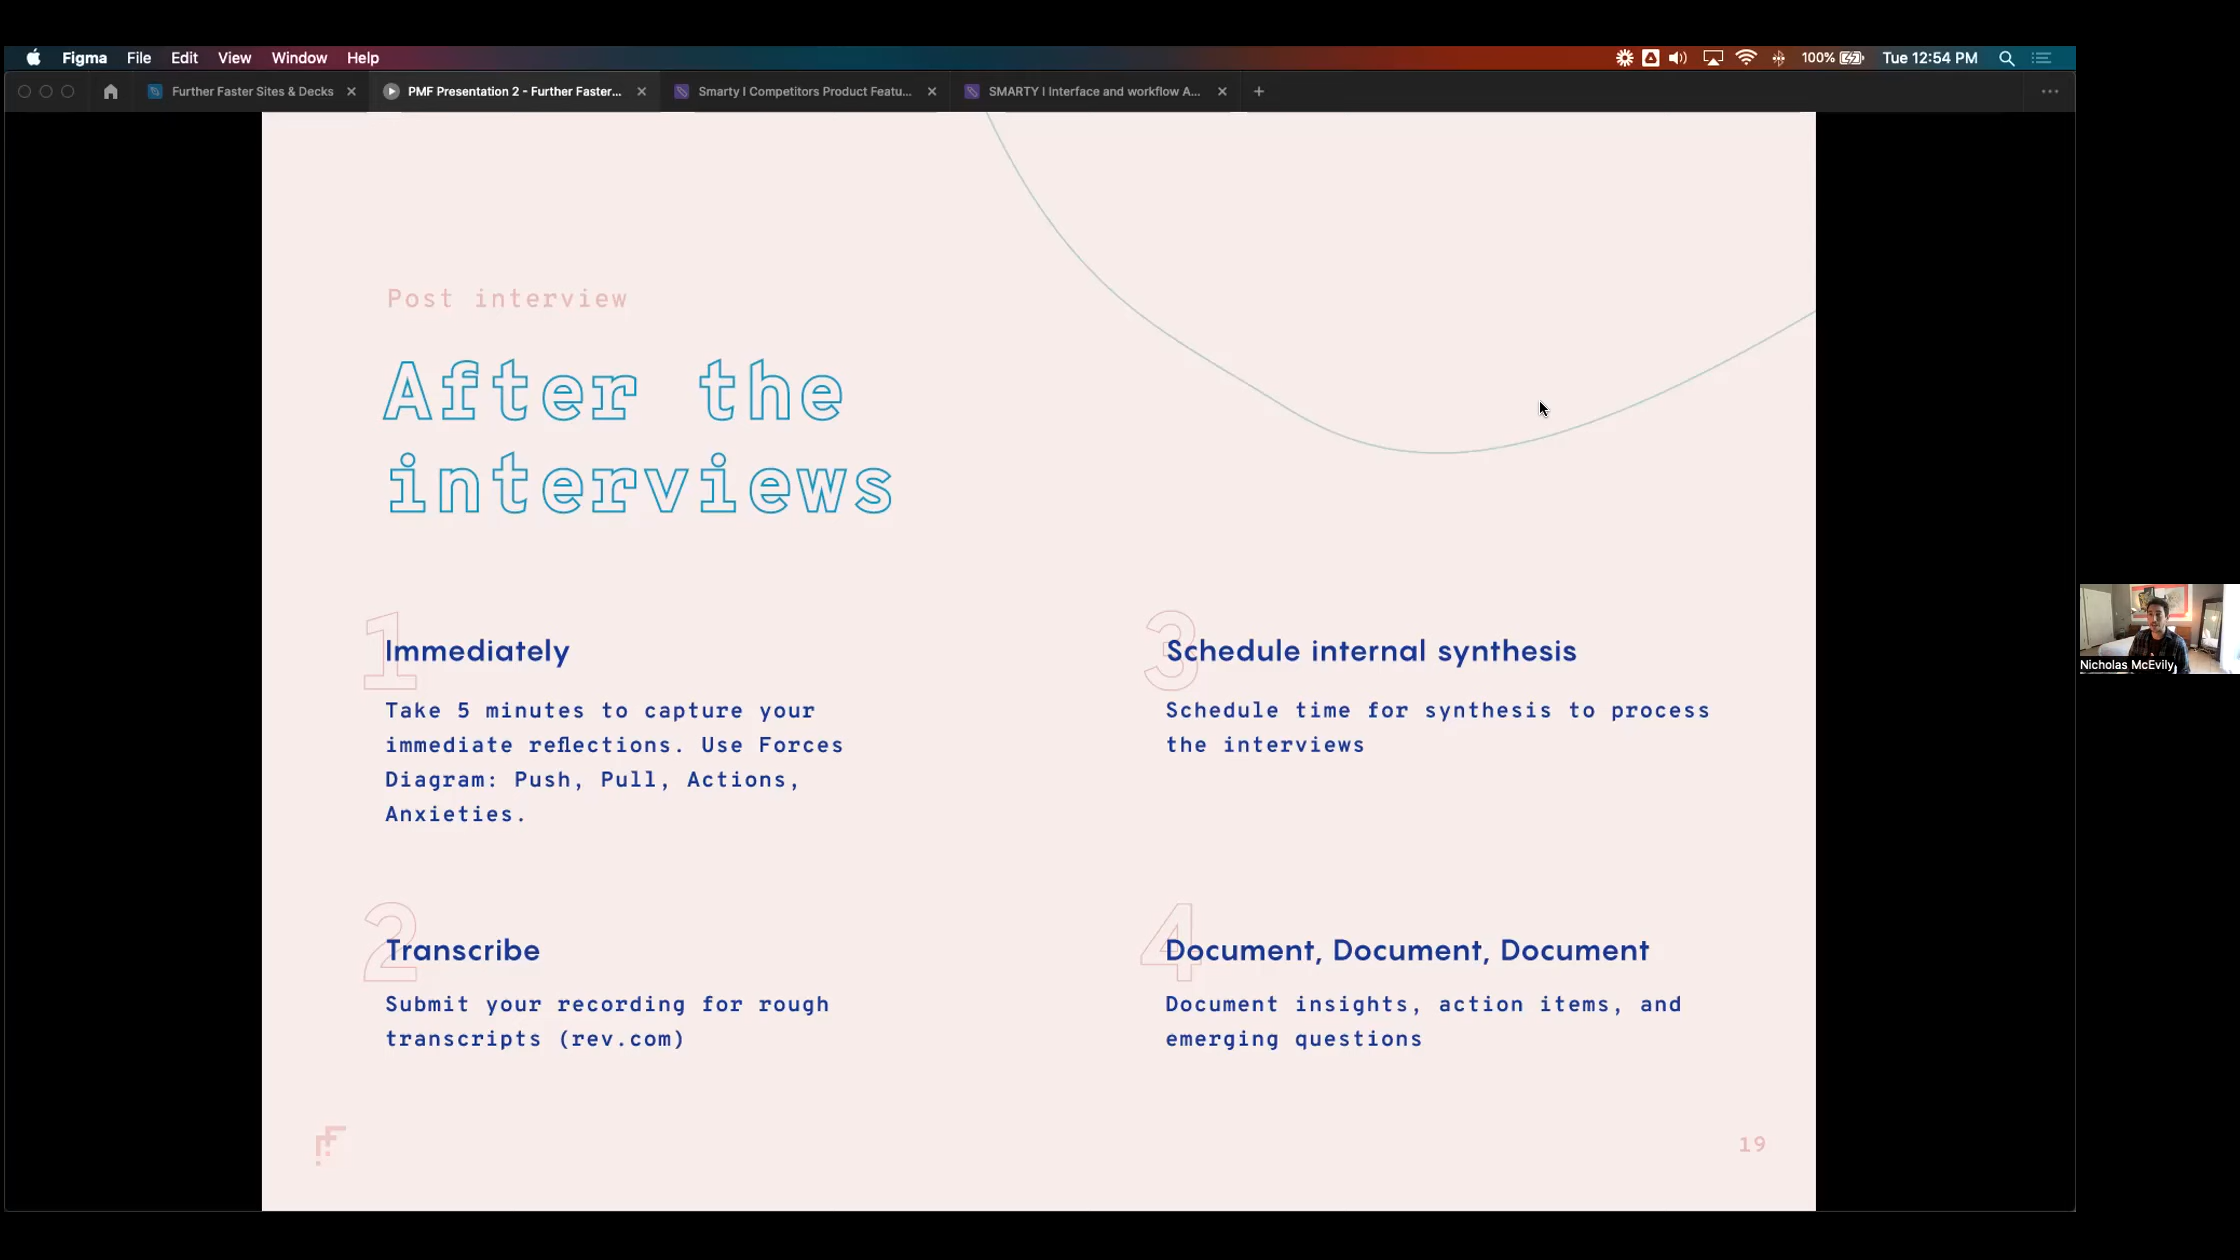 Figma File Edit View Window Help 100% Tue 12:54 PM
Further Faster Sites & Decks PMF Presentation 2 - Further Faster... Smarty I Competitors Product Featu... SMARTY I Interface and workflow A...
Post interview
After the
interviews
1
Immediately
Take 5 minutes to capture your
immediate reflections. Use Forces
Diagram: Push, Pull, Actions,
Anxieties.
2
Transcribe
Submit your recording for rough
transcripts (rev.com)
3
Schedule internal synthesis
Schedule time for synthesis to process
the interviews
4
Document, Document, Document
Document insights, action items, and
emerging questions
19
Nicholas McEvily